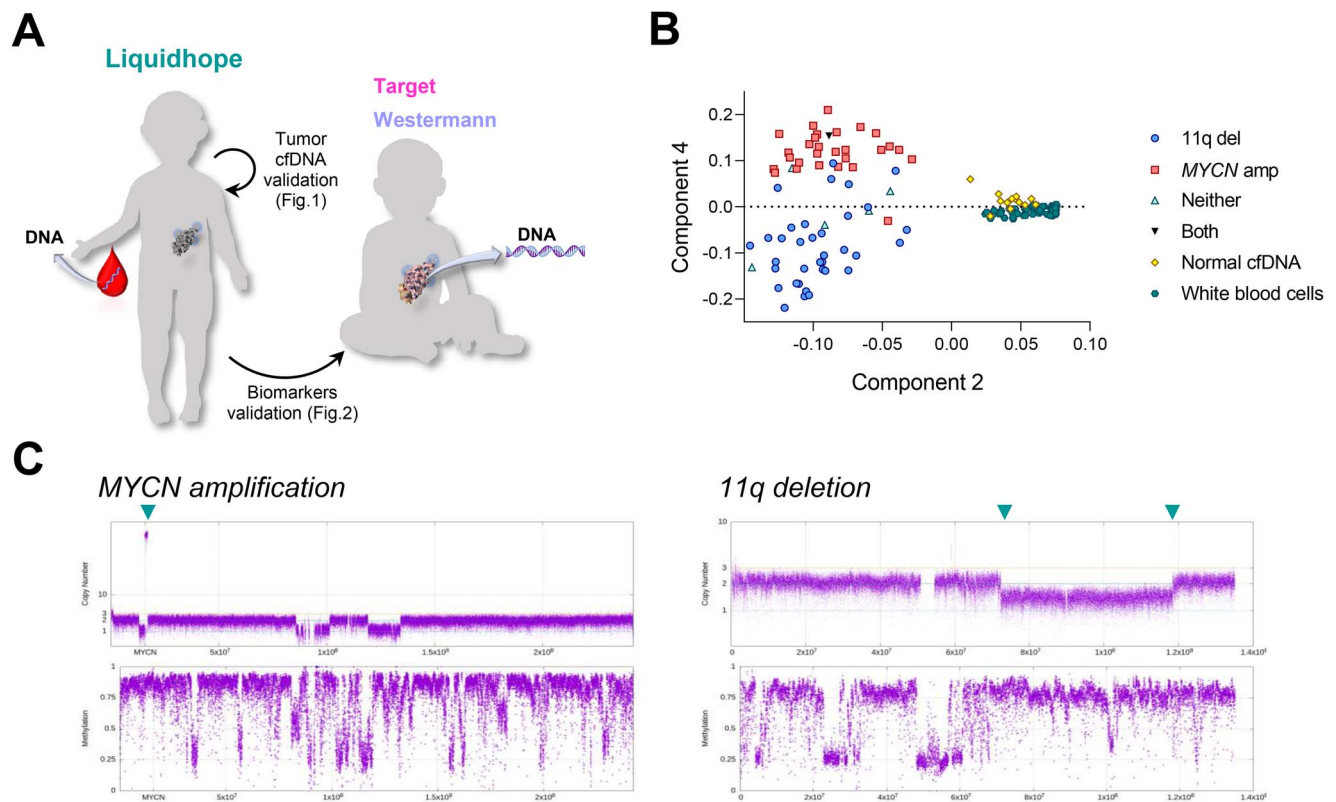 A
Liquidhope
Target
Westermann
Tumor
cfDNA
validation
(Fig.1)
DNA
DNA
Biomarkers
validation (Fig.2)
B
Component 4
0.2
0.1
0.0
-0.1
-0.2
-0.10
-0.05
0.00
0.05
0.10
Component 2
11q del
MYCN amp
Neither
Both
Normal cfDNA
White blood cells
C
MYCN amplification
Copy Number
10
3
2
1
MYCN
5x10⁷
1x10⁸
1.5x10⁸
2x10⁸
Methylation
1
0.75
0.5
0.25
0
MYCN
5x10⁷
1x10⁸
1.5x10⁸
2x10⁸
11q deletion
Copy Number
10
3
2
1
0
2x10⁷
4x10⁷
6x10⁷
8x10⁷
1x10⁸
1.2x10⁸
1.4x10⁸
Methylation
1
0.75
0.5
0.25
0
0
2x10⁷
4x10⁷
6x10⁷
8x10⁷
1x10⁸
1.2x10⁸
1.4x10⁸